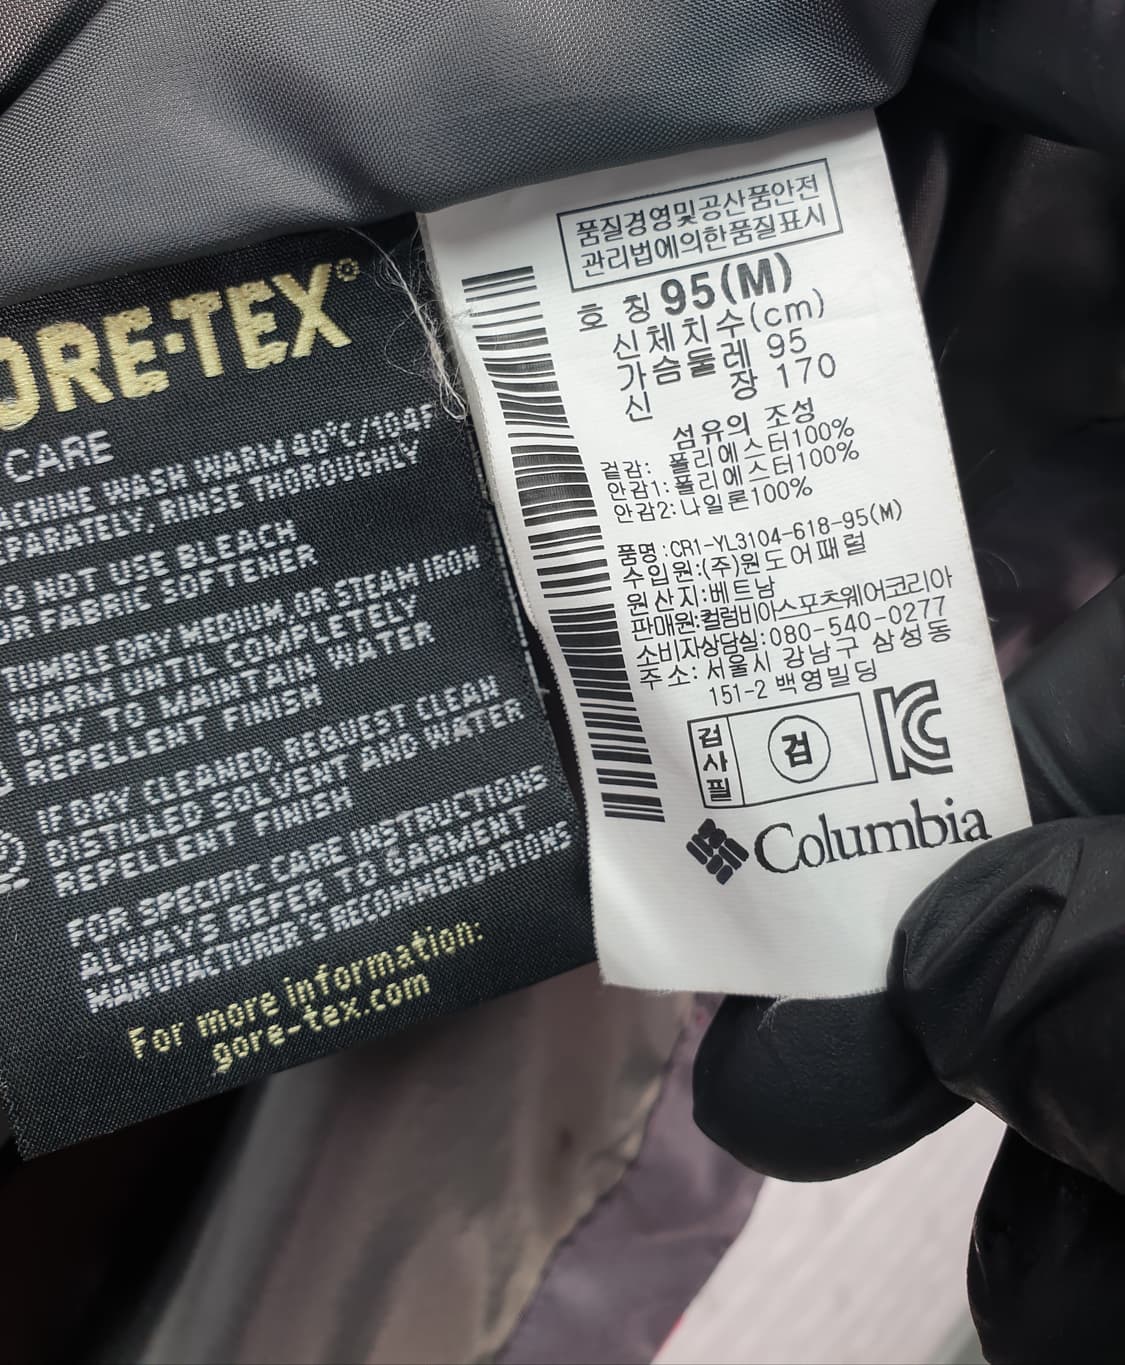 GORE-TEX®
CARE
MACHINE WASH WARM 40°C/104F
SEPARATELY, RINSE THOROUGHLY
DO NOT USE BLEACH
OR FABRIC SOFTENER
TUMBLE DRY MEDIUM, OR STEAM IRON
WARM UNTIL COMPLETELY
DRY TO MAINTAIN WATER
REPELLENT FINISH
IF DRY CLEANED, REQUEST CLEAN
DISTILLED SOLVENT AND WATER
REPELLENT FINISH
FOR SPECIFIC CARE INSTRUCTIONS
ALWAYS REFER TO GARMENT
MANUFACTURER'S RECOMMENDATIONS
For more information:
gore-tex.com
품질경영및공산품안전
관리법에의한품질표시
호 칭 95(M)
신체치수(cm)
가슴둘레 95
신 장 170
섬유의 조성
겉감: 폴리에스터100%
안감1: 폴리에스터100%
안감2: 나일론100%
품명:CR1-YL3104-618-95(M)
수입원:(주)윈도어패럴
원산지:베트남
판매원:컬럼비아스포츠웨어코리아
소비자상담실:080-540-0277
주소: 서울시 강남구 삼성동
151-2 백영빌딩
검사필 검 KC
Columbia